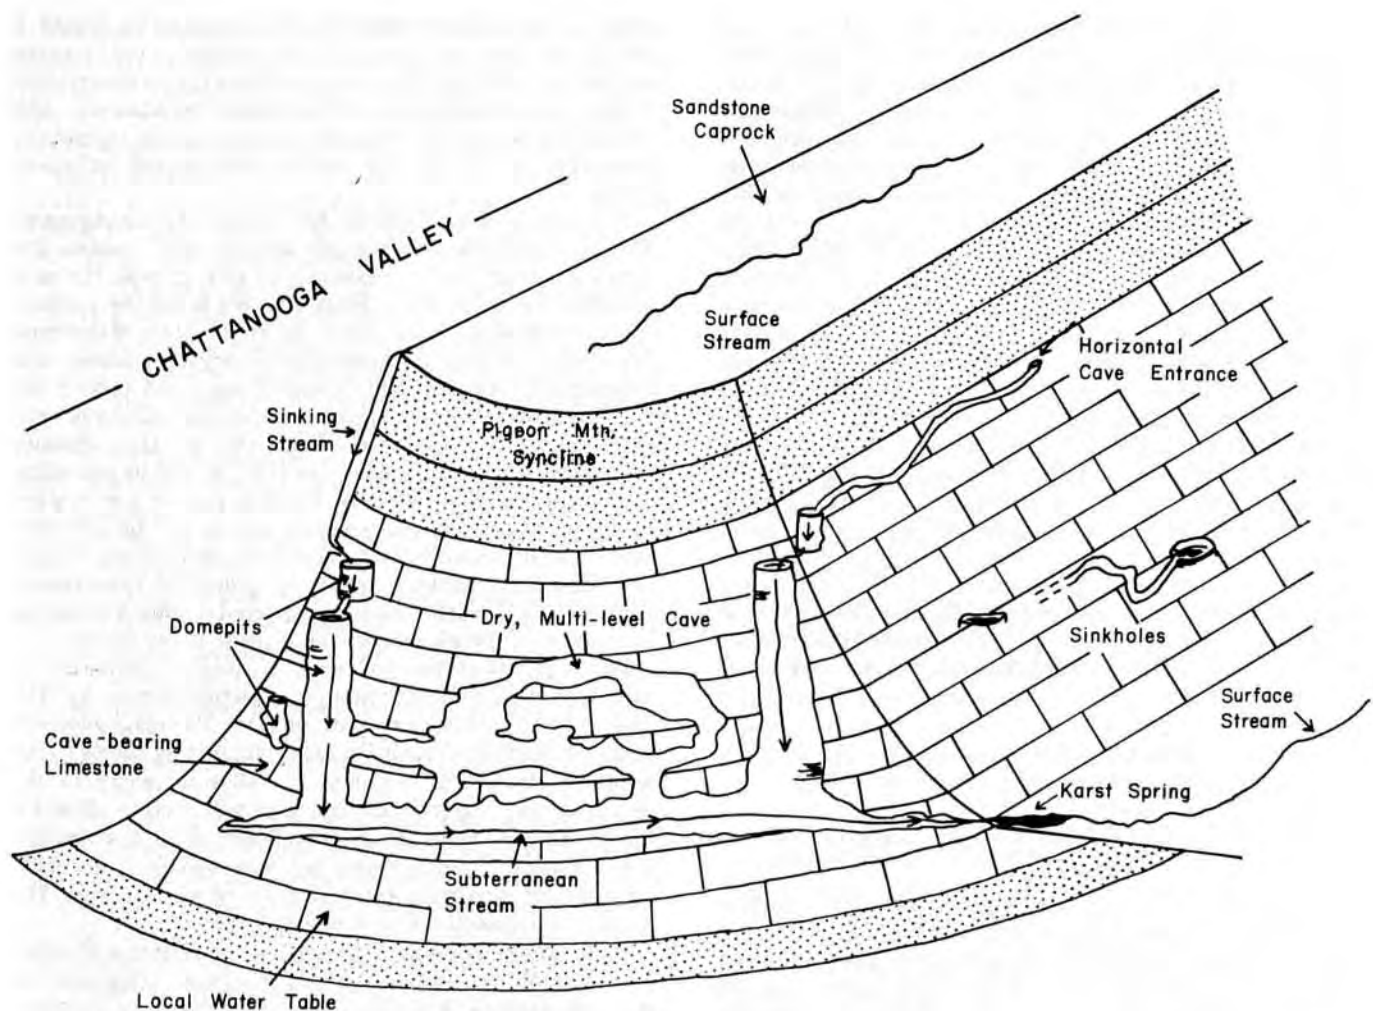 Sandstone
Caprock
CHATTANOOGA VALLEY
Surface
Stream
Horizontal
Cave Entrance
Sinking
Stream
Pigeon Mtn.
Syncline
Domepits
Dry, Multi-level Cave
Sinkholes
Surface
Stream
Cave-bearing
Limestone
Karst Spring
Subterranean
Stream
Local Water Table